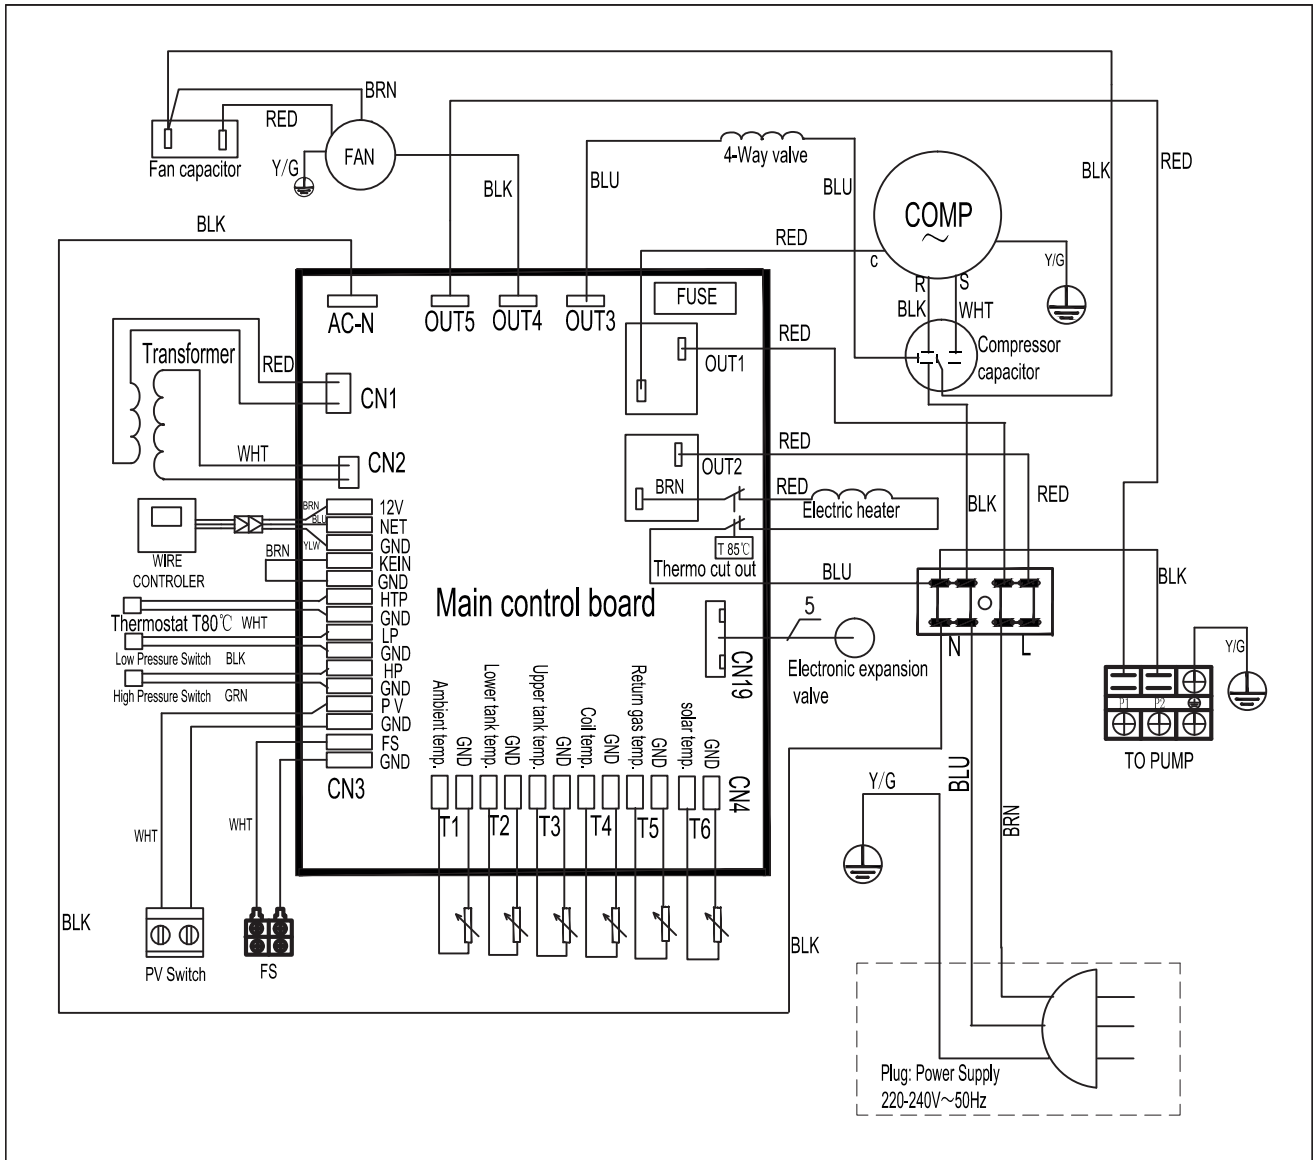 BRN
RED
FAN
Fan capacitor
Y/G
BLK
BLU
4-Way valve
BLU
COMP
~
BLK
RED
BLK
RED
c
R
S
Y/G
BLK
WHT
FUSE
AC-N
OUT5
OUT4
OUT3
Transformer
RED
OUT1
RED
Compressor
capacitor
CN1
WHT
CN2
RED
OUT2
BRN
RED
Electric heater
BLK
RED
T 85℃
Thermo cut out
BLU
BLK
BRN
BLU
YLW
WIRE
CONTROLER
BRN
12V
NET
GND
KEIN
GND
HTP
GND
LP
GND
HP
GND
PV
GND
FS
GND
CN3
Thermostat T80℃ WHT
Low Pressure Switch BLK
High Pressure Switch GRN
Main control board
5
CN19
Electronic expansion
valve
N
L
Y/G
P1
P2
TO PUMP
Ambient temp.
GND
Lower tank temp.
GND
Upper tank temp.
GND
Coil temp.
GND
Return gas temp.
GND
solar temp.
GND
CN4
T1
T2
T3
T4
T5
T6
WHT
WHT
Y/G
BLU
BRN
BLK
BLK
PV Switch
FS
Plug: Power Supply
220-240V～50Hz